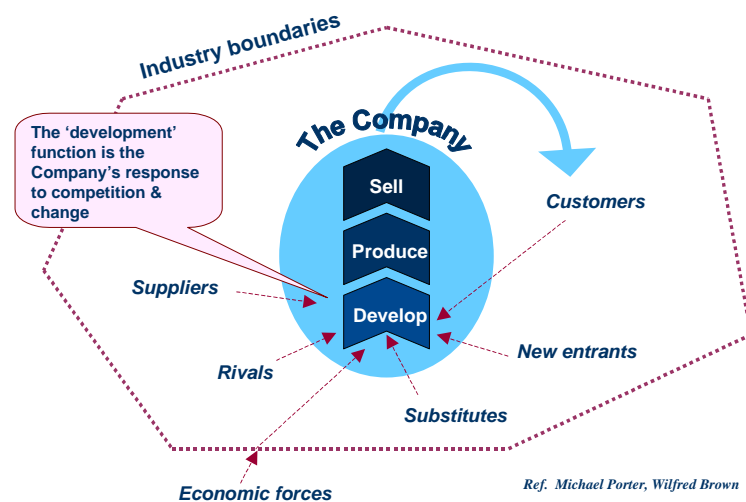 Industry boundaries
The 'development'
function is the
Company's response
to competition &
change
The Company
Sell
Produce
Develop
Customers
Suppliers
Rivals
New entrants
Substitutes
Economic forces
Ref. Michael Porter, Wilfred Brown